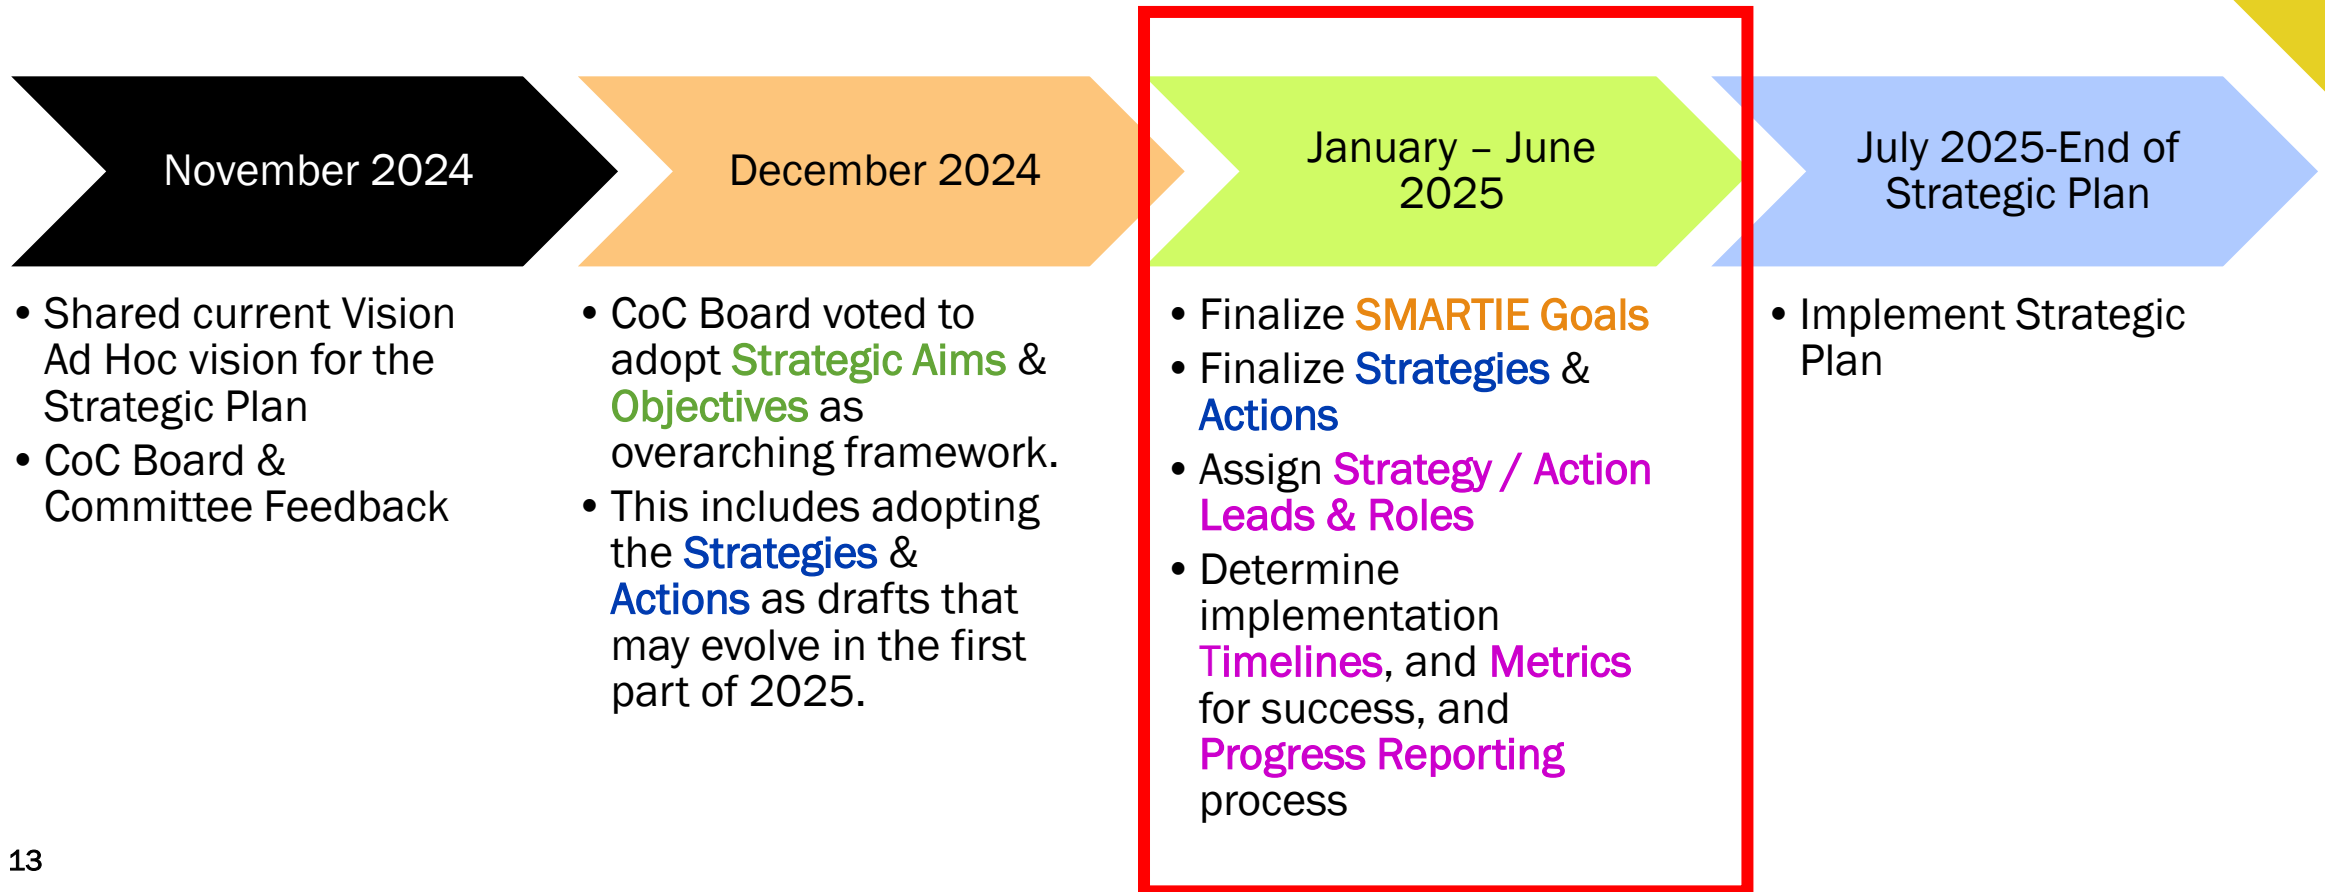 November 2024
December 2024
January – June
2025
July 2025-End of
Strategic Plan
• Shared current Vision
Ad Hoc vision for the
Strategic Plan
• CoC Board &
Committee Feedback
• CoC Board voted to
adopt Strategic Aims &
Objectives as
overarching framework.
• This includes adopting
the Strategies &
Actions as drafts that
may evolve in the first
part of 2025.
• Finalize SMARTIE Goals
• Finalize Strategies &
Actions
• Assign Strategy / Action
Leads & Roles
• Determine
implementation
Timelines, and Metrics
for success, and
Progress Reporting
process
• Implement Strategic
Plan
13